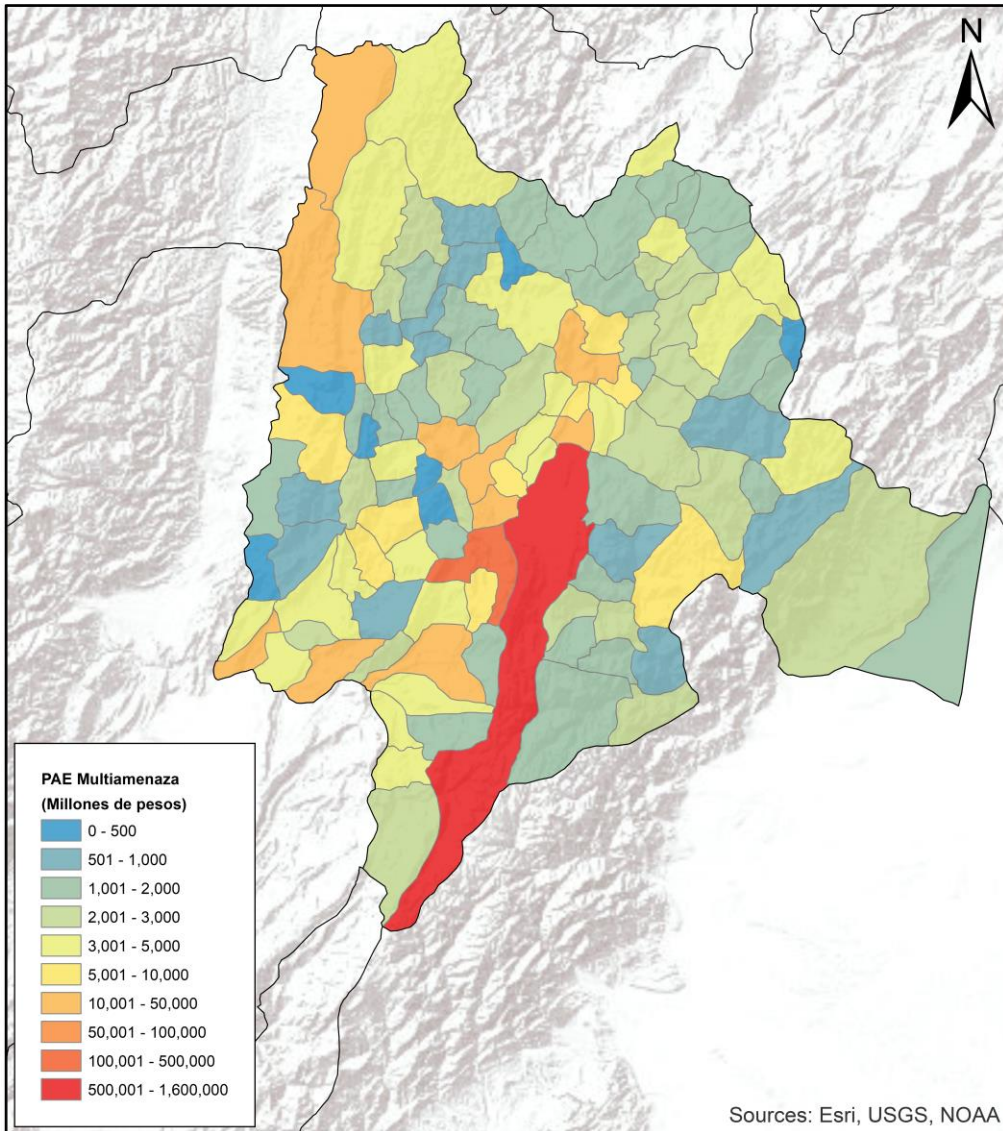 N
PAE Multiamenaza
(Millones de pesos)
0 - 500
501 - 1,000
1,001 - 2,000
2,001 - 3,000
3,001 - 5,000
5,001 - 10,000
10,001 - 50,000
50,001 - 100,000
100,001 - 500,000
500,001 - 1,600,000
Sources: Esri, USGS, NOAA